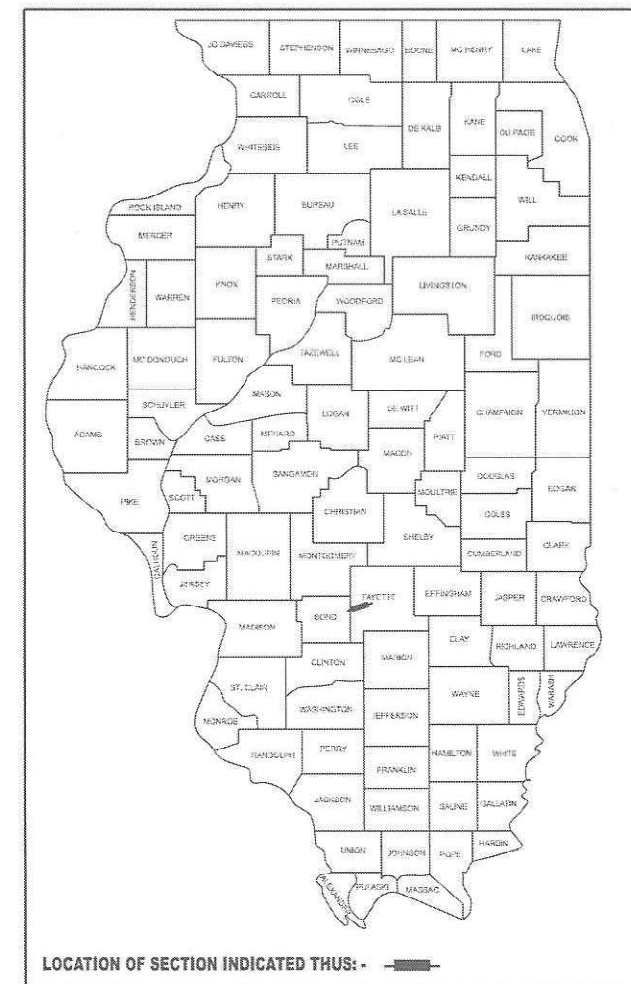 JO DAVIESS STEPHENSON WINNEBAGO BOONE MC HENRY LAKE
CARROLL OGLE
DE KALB KANE DU PAGE COOK
WHITESIDE LEE
KENDALL
ROCK ISLAND HENRY BUREAU LA SALLE WILL
MERCER PUTNAM GRUNDY
STARK MARSHALL KANKAKEE
HENDERSON WARREN KNOX PEORIA WOODFORD LIVINGSTON
IROQUOIS
HANCOCK MC DONOUGH FULTON TAZEWELL MC LEAN FORD
MASON
SCHUYLER LOGAN DE WITT CHAMPAIGN VERMILION
ADAMS BROWN CASS MENARD PIATT
MACON
PIKE SCOTT MORGAN SANGAMON DOUGLAS EDGAR
MOULTRIE
CHRISTIAN COLES
CALHOUN GREENE MACOUPIN MONTGOMERY SHELBY CUMBERLAND CLARK
JERSEY
FAYETTE EFFINGHAM JASPER CRAWFORD
MADISON BOND
CLAY RICHLAND LAWRENCE
CLINTON MARION
ST. CLAIR WAYNE EDWARDS WABASH
WASHINGTON JEFFERSON
MONROE
RANDOLPH PERRY HAMILTON WHITE
FRANKLIN
JACKSON WILLIAMSON SALINE GALLATIN
UNION JOHNSON POPE HARDIN
ALEXANDER PULASKI MASSAC
LOCATION OF SECTION INDICATED THUS: -